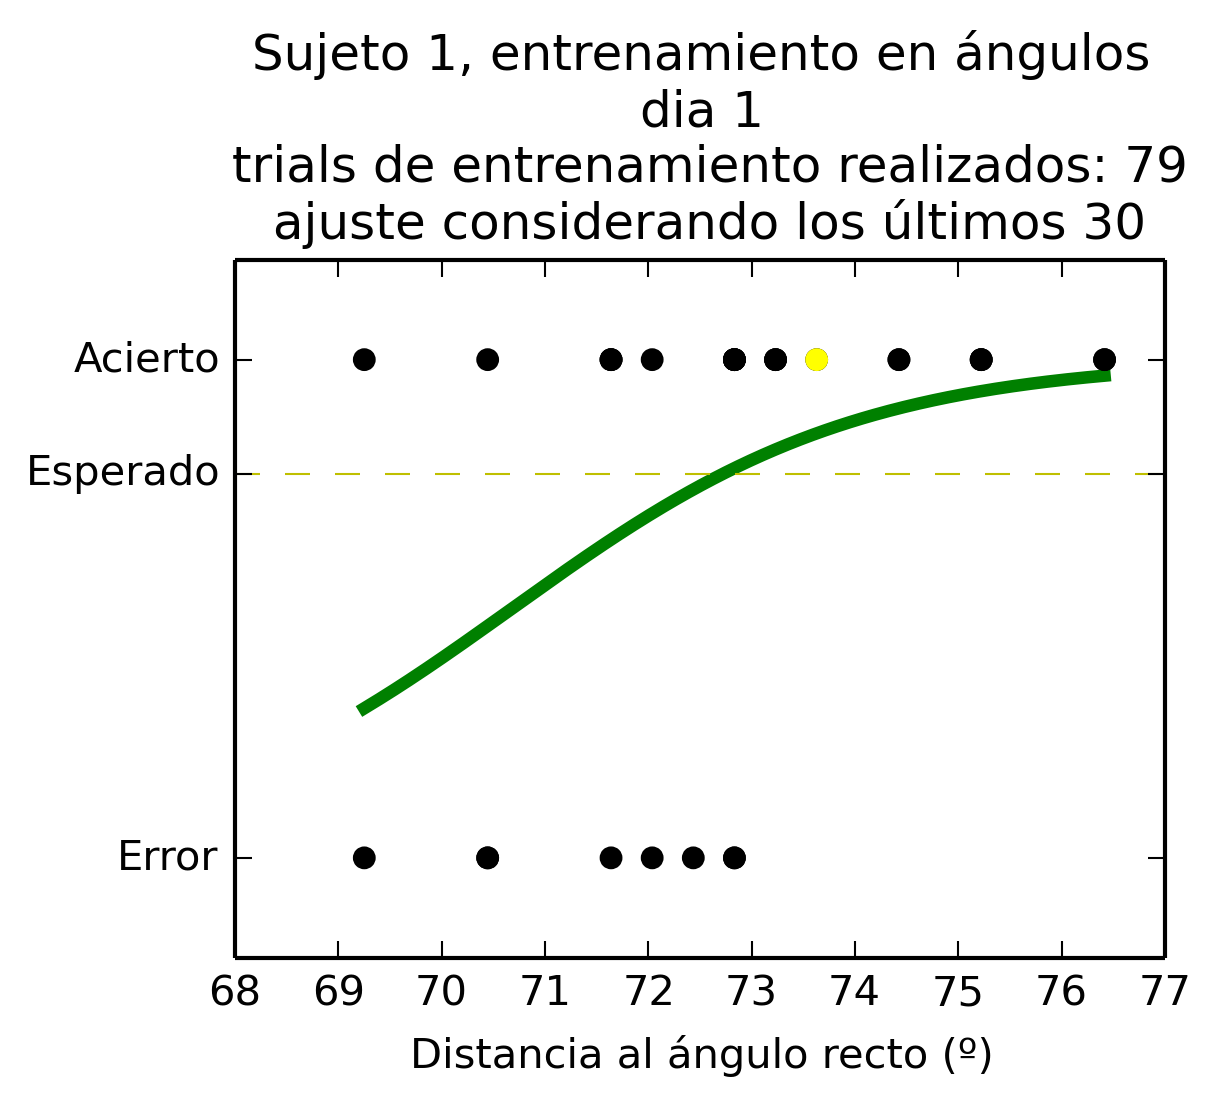 Sujeto 1, entrenamiento en ángulos
dia 1
trials de entrenamiento realizados: 79
ajuste considerando los últimos 30
Acierto
Esperado
Error
68 69 70 71 72 73 74 75 76 77
Distancia al ángulo recto (º)